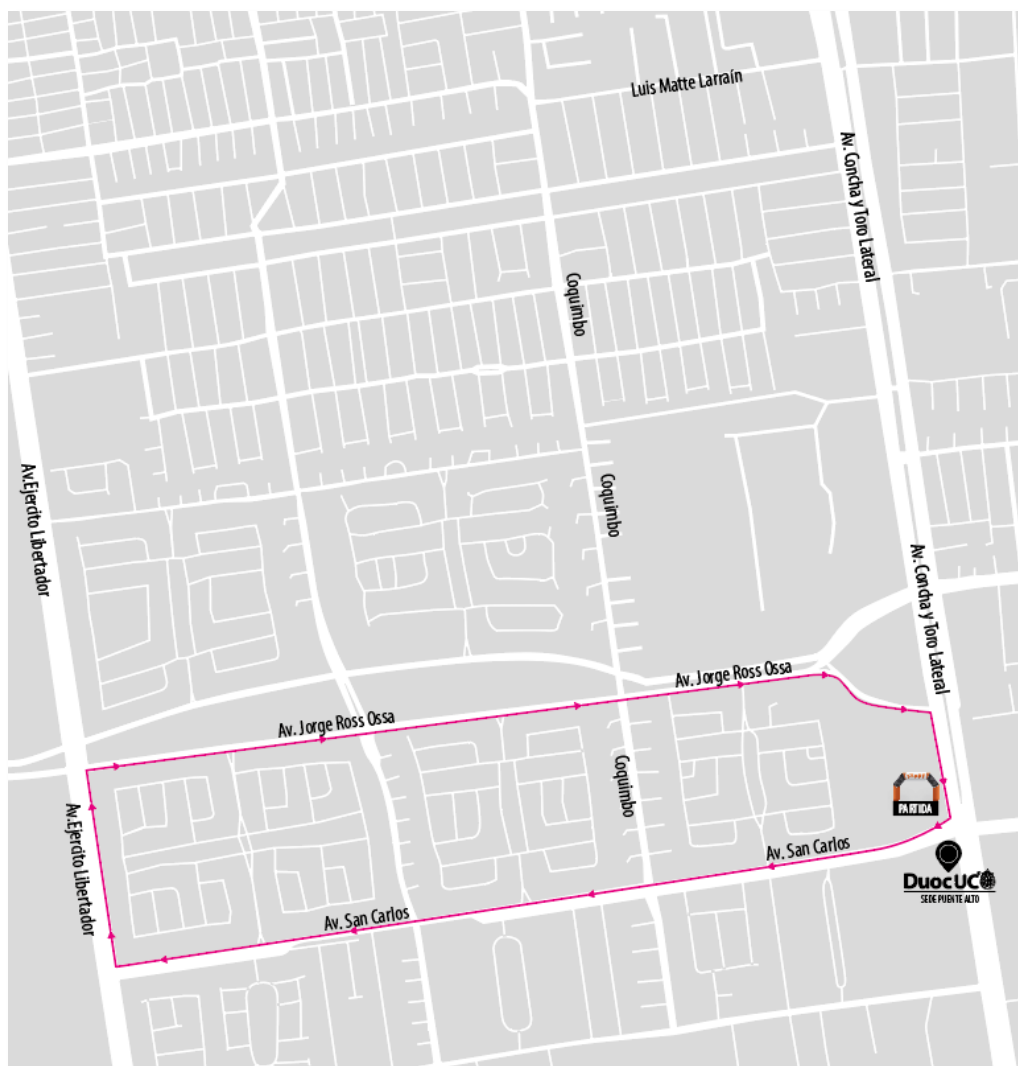 Luis Matte Larraín
Av. Concha y Toro Lateral
Coquimbo
Av.Ejercito Libertador
Coquimbo
Av. Concha y Toro Lateral
Av. Jorge Ross Ossa
Av. Jorge Ross Ossa
Coquimbo
Av.Ejercito Libertador
PARTIDA
Av. San Carlos
DuocUC
SEDE PUENTE ALTO
Av. San Carlos